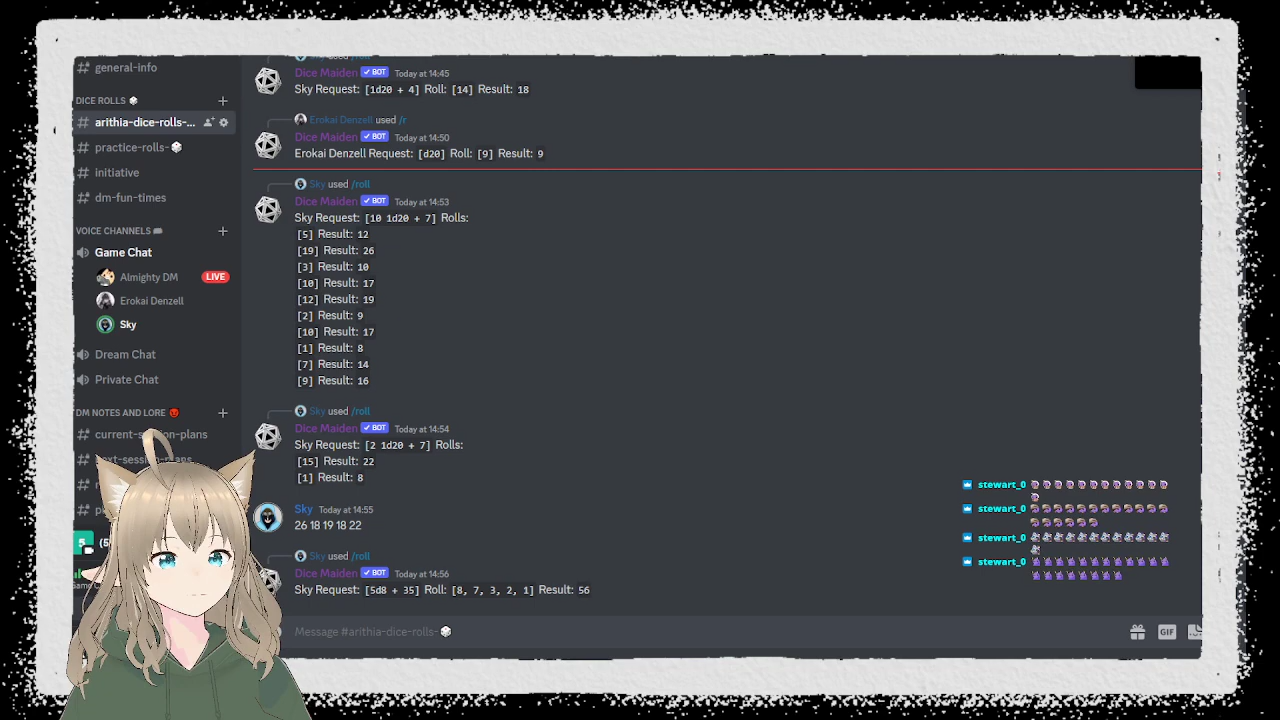 general-info
DICE ROLLS
arithia-dice-rolls-...
practice-rolls-
initiative
dm-fun-times
VOICE CHANNELS
Game Chat
Almighty DM LIVE
Erokai Denzell
Sky
Dream Chat
Private Chat
DM NOTES AND LORE
current-session-plans
next-session-plans
Sky used /roll
Dice Maiden ✓ BOT Today at 14:45
Sky Request: [1d20 + 4] Roll: [14] Result: 18
Erokai Denzell used /r
Dice Maiden ✓ BOT Today at 14:50
Erokai Denzell Request: [d20] Roll: [9] Result: 9
Sky used /roll
Dice Maiden ✓ BOT Today at 14:53
Sky Request: [10 1d20 + 7] Rolls:
[5] Result: 12
[19] Result: 26
[3] Result: 10
[10] Result: 17
[12] Result: 19
[2] Result: 9
[10] Result: 17
[1] Result: 8
[7] Result: 14
[9] Result: 16
Sky used /roll
Dice Maiden ✓ BOT Today at 14:54
Sky Request: [2 1d20 + 7] Rolls:
[15] Result: 22
[1] Result: 8
Sky Today at 14:55
26 18 19 18 22
Sky used /roll
Dice Maiden ✓ BOT Today at 14:56
Sky Request: [5d8 + 35] Roll: [8, 7, 3, 2, 1] Result: 56
Message #arithia-dice-rolls-
GIF
stewart_0
stewart_0
stewart_0
stewart_0